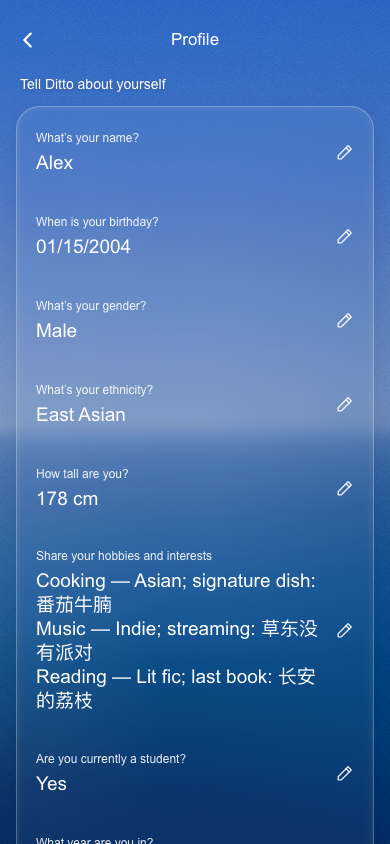 Profile
Tell Ditto about yourself
What's your name?
Alex
When is your birthday?
01/15/2004
What's your gender?
Male
What's your ethnicity?
East Asian
How tall are you?
178 cm
Share your hobbies and interests
Cooking — Asian; signature dish:
番茄牛腩
Music — Indie; streaming: 草东没
有派对
Reading — Lit fic; last book: 长安
的荔枝
Are you currently a student?
Yes
What year are you in?